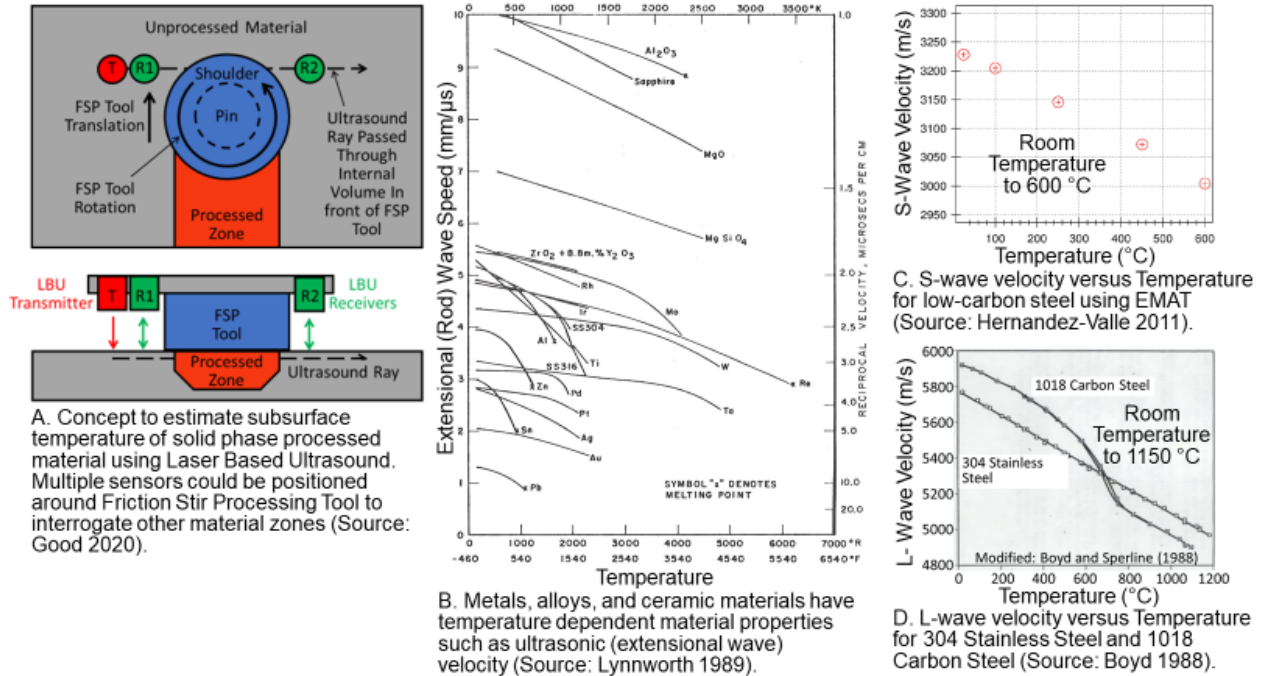 Unprocessed Material
T
R1
Shoulder
R2
Pin
FSP Tool
Translation
FSP Tool
Rotation
Processed
Zone
Ultrasound
Ray Passed
Through
Internal
Volume In
front of FSP
Tool
LBU
Transmitter
T
R1
FSP
Tool
R2
LBU
Receivers
Processed
Zone
Ultrasound Ray
A. Concept to estimate subsurface
temperature of solid phase processed
material using Laser Based Ultrasound.
Multiple sensors could be positioned
around Friction Stir Processing Tool to
interrogate other material zones (Source:
Good 2020).
0 500 1000 1500 2000 2500 3000 3500°K
Extensional (Rod) Wave Speed (mm/μs)
10
9
8
7
6
5
4
3
2
1
0
1.0
1.5
2.0
2.5
3.0
4.0
5.0
10.0
20.0
RECIPROCAL VELOCITY, MICROSECS PER CM
Al2O3
Sapphire
MgO
Mg SiO4
ZrO2 + 8.8m.% Y2O3
Rh
Mo
Ir
SS304
Al
Ti
SS316
W
Re
Zn
Pd
Ta
Pt
Sn
Ag
Au
Pb
SYMBOL "x" DENOTES
MELTING POINT
0 1000 2000 3000 4000 5000 6000 7000 °R
-460 540 1540 2540 3540 4540 5540 6540°F
Temperature
B. Metals, alloys, and ceramic materials have
temperature dependent material properties
such as ultrasonic (extensional wave)
velocity (Source: Lynnworth 1989).
S-Wave Velocity (m/s)
3300
3250
3200
3150
3100
3050
3000
2950
Room
Temperature
to 600 °C
100 200 300 400 500 600
Temperature (°C)
C. S-wave velocity versus Temperature
for low-carbon steel using EMAT
(Source: Hernandez-Valle 2011).
L- Wave Velocity (m/s)
6000
5800
5600
5400
5200
5000
4800
1018 Carbon Steel
Room
Temperature
to 1150 °C
304 Stainless
Steel
Modified: Boyd and Sperline (1988)
0 200 400 600 800 1000 1200
Temperature (°C)
D. L-wave velocity versus Temperature
for 304 Stainless Steel and 1018
Carbon Steel (Source: Boyd 1988).